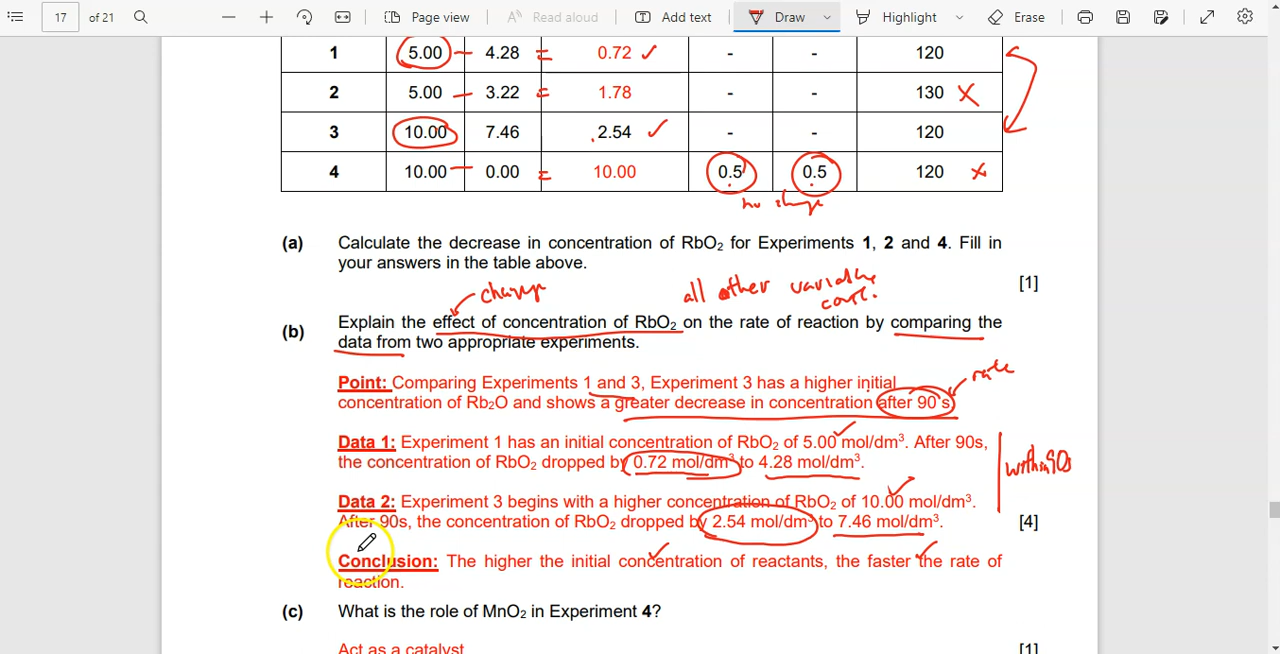 17 of 21 Page view Read aloud Add text Draw Highlight Erase
1 5.00 – 4.28 = 0.72 ✓ - - 120
2 5.00 – 3.22 = 1.78 - - 130 ✗
3 10.00 7.46 2.54 ✓ - - 120
4 10.00 – 0.00 = 10.00 0.5 0.5 120 ✗
no change
(a) Calculate the decrease in concentration of RbO₂ for Experiments 1, 2 and 4. Fill in
your answers in the table above.
[1]
change all other variable
const.
(b) Explain the effect of concentration of RbO₂ on the rate of reaction by comparing the
data from two appropriate experiments.
Point: Comparing Experiments 1 and 3, Experiment 3 has a higher initial rate
concentration of Rb₂O and shows a greater decrease in concentration after 90 s
Data 1: Experiment 1 has an initial concentration of RbO₂ of 5.00 mol/dm³. After 90s,
the concentration of RbO₂ dropped by 0.72 mol/dm³ to 4.28 mol/dm³. within 90s
Data 2: Experiment 3 begins with a higher concentration of RbO₂ of 10.00 mol/dm³.
After 90s, the concentration of RbO₂ dropped by 2.54 mol/dm³ to 7.46 mol/dm³. [4]
Conclusion: The higher the initial concentration of reactants, the faster the rate of
reaction.
(c) What is the role of MnO₂ in Experiment 4?
Act as a catalyst [1]